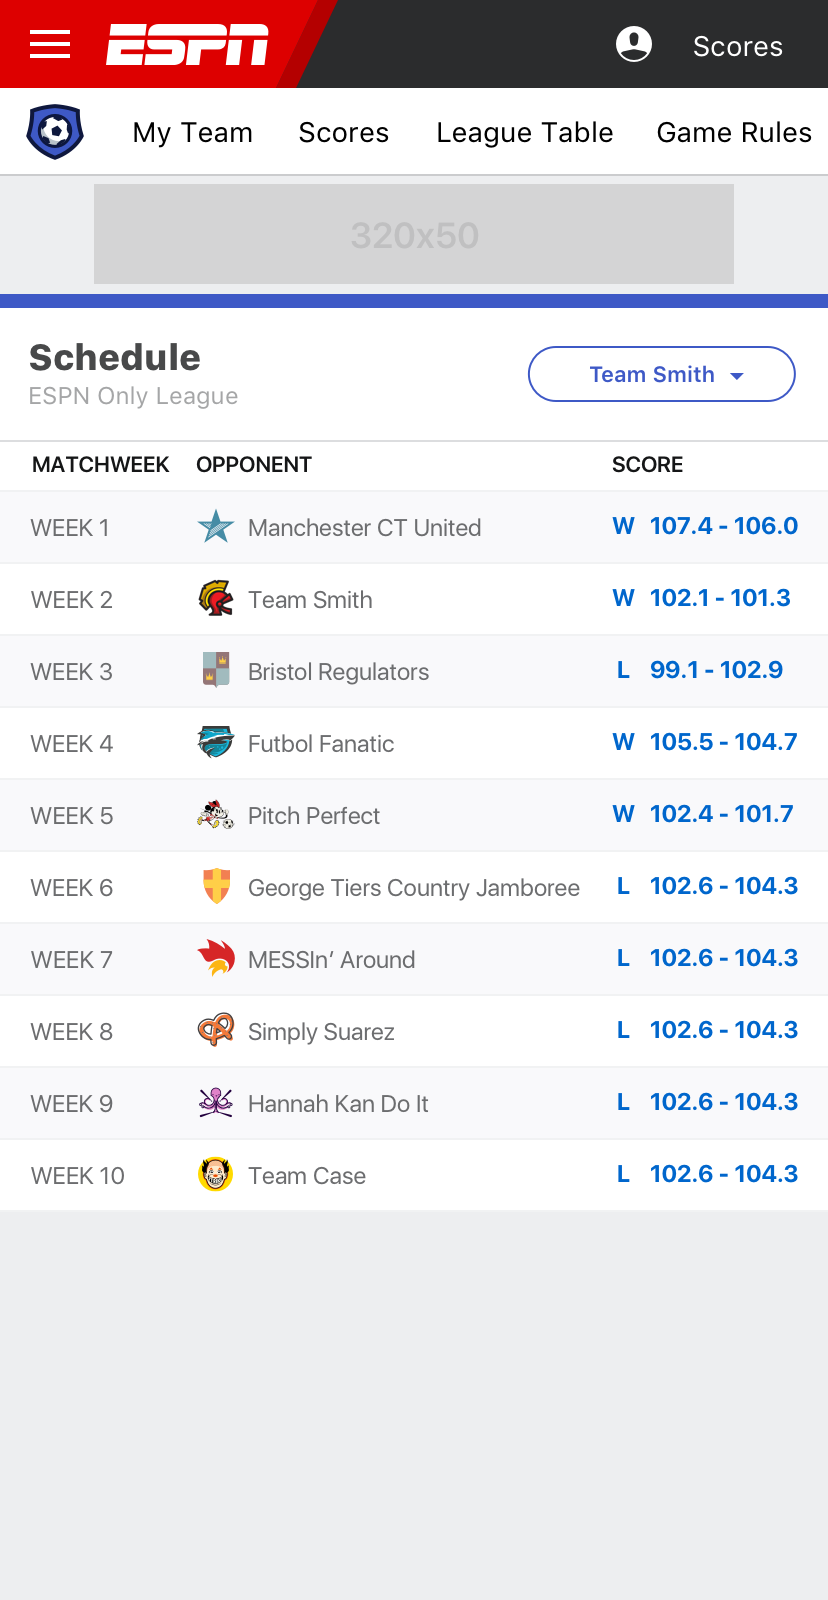 ESPN
Scores
My Team Scores League Table Game Rules
320x50
Schedule
ESPN Only League
Team Smith
MATCHWEEK OPPONENT SCORE
WEEK 1 Manchester CT United W 107.4 - 106.0
WEEK 2 Team Smith W 102.1 - 101.3
WEEK 3 Bristol Regulators L 99.1 - 102.9
WEEK 4 Futbol Fanatic W 105.5 - 104.7
WEEK 5 Pitch Perfect W 102.4 - 101.7
WEEK 6 George Tiers Country Jamboree L 102.6 - 104.3
WEEK 7 MESSIn’ Around L 102.6 - 104.3
WEEK 8 Simply Suarez L 102.6 - 104.3
WEEK 9 Hannah Kan Do It L 102.6 - 104.3
WEEK 10 Team Case L 102.6 - 104.3